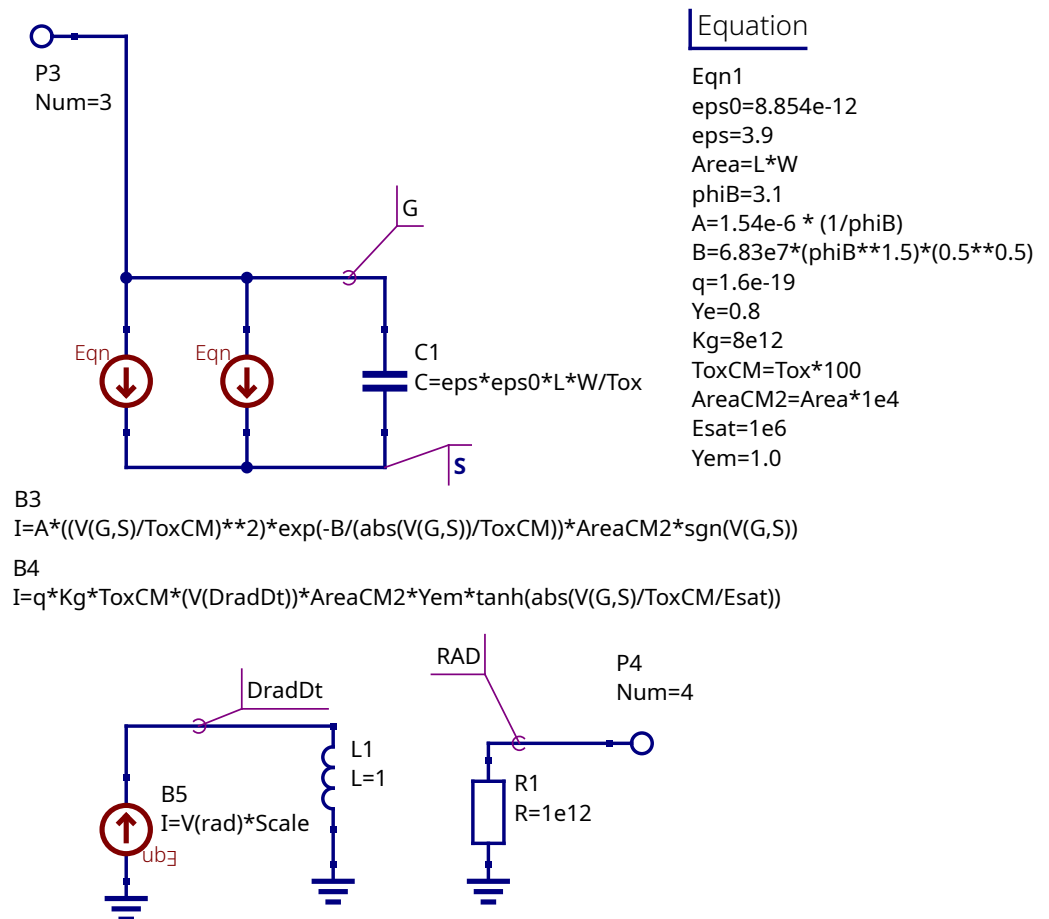 P3
Num=3
Equation
Eqn1
eps0=8.854e-12
eps=3.9
Area=L*W
phiB=3.1
A=1.54e-6 * (1/phiB)
B=6.83e7*(phiB**1.5)*(0.5**0.5)
q=1.6e-19
Ye=0.8
Kg=8e12
ToxCM=Tox*100
AreaCM2=Area*1e4
Esat=1e6
Yem=1.0
G
Eqn
Eqn
C1
C=eps*eps0*L*W/Tox
S
B3
I=A*((V(G,S)/ToxCM)**2)*exp(-B/(abs(V(G,S))/ToxCM))*AreaCM2*sgn(V(G,S))
B4
I=q*Kg*ToxCM*(V(DradDt))*AreaCM2*Yem*tanh(abs(V(G,S)/ToxCM/Esat))
DradDt
L1
L=1
B5
I=V(rad)*Scale
Eqn
RAD
P4
Num=4
R1
R=1e12